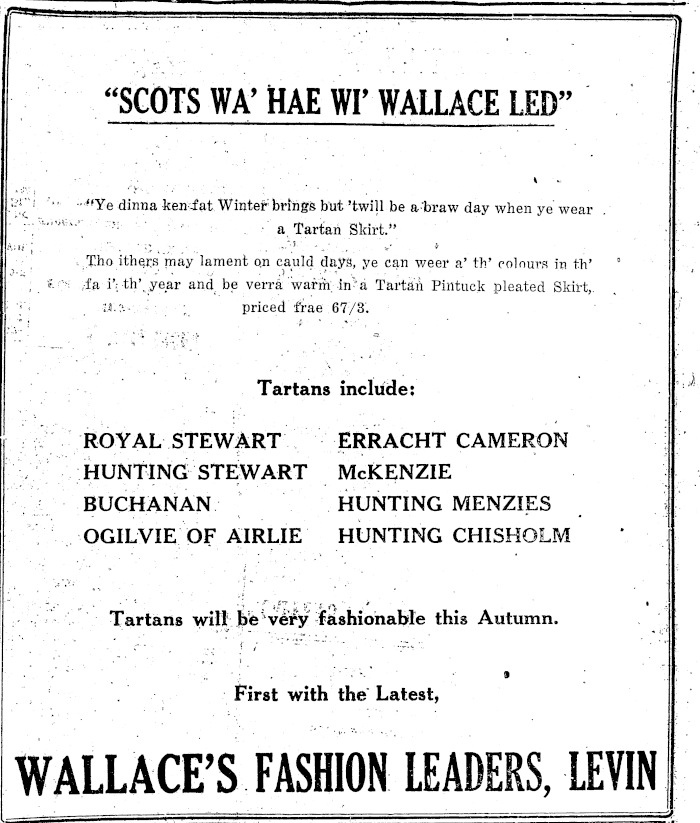 "SCOTS WA' HAE WI' WALLACE LED"
"Ye dinna ken fat Winter brings but 'twill be a braw day when ye wear
a Tartan Skirt."
Tho ithers may lament on cauld days, ye can weer a' th' colours in th'
fa i' th' year and be verra warm in a Tartan Pintuck pleated Skirt,
priced frae 67/3.
Tartans include:
ROYAL STEWART ERRACHT CAMERON
HUNTING STEWART McKENZIE
BUCHANAN HUNTING MENZIES
OGILVIE OF AIRLIE HUNTING CHISHOLM
Tartans will be very fashionable this Autumn.
First with the Latest,
WALLACE'S FASHION LEADERS, LEVIN